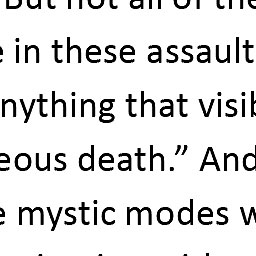 But not all of the
in these assault
nything that visib
eous death.” And
mystic modes w